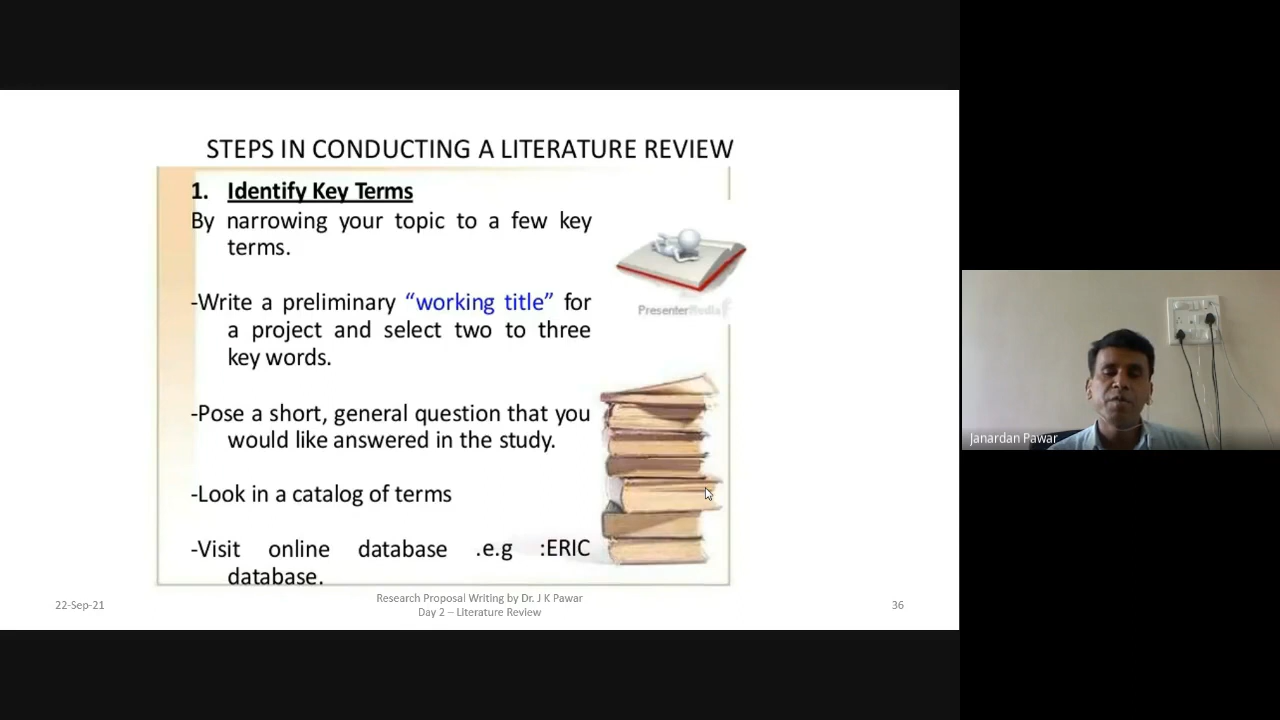 STEPS IN CONDUCTING A LITERATURE REVIEW
1. Identify Key Terms
By narrowing your topic to a few key
terms.
-Write a preliminary “working title” for
a project and select two to three
key words.
-Pose a short, general question that you
would like answered in the study.
-Look in a catalog of terms
-Visit online database .e.g :ERIC
database.
PresenterMedia
22-Sep-21
Research Proposal Writing by Dr. J K Pawar
Day 2 – Literature Review
36
Janardan Pawar